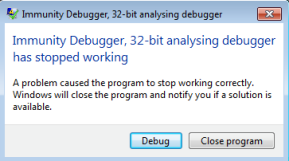 Immunity Debugger, 32-bit analysing debugger
Immunity Debugger, 32-bit analysing debugger
has stopped working
A problem caused the program to stop working correctly.
Windows will close the program and notify you if a solution is
available.
Debug
Close program